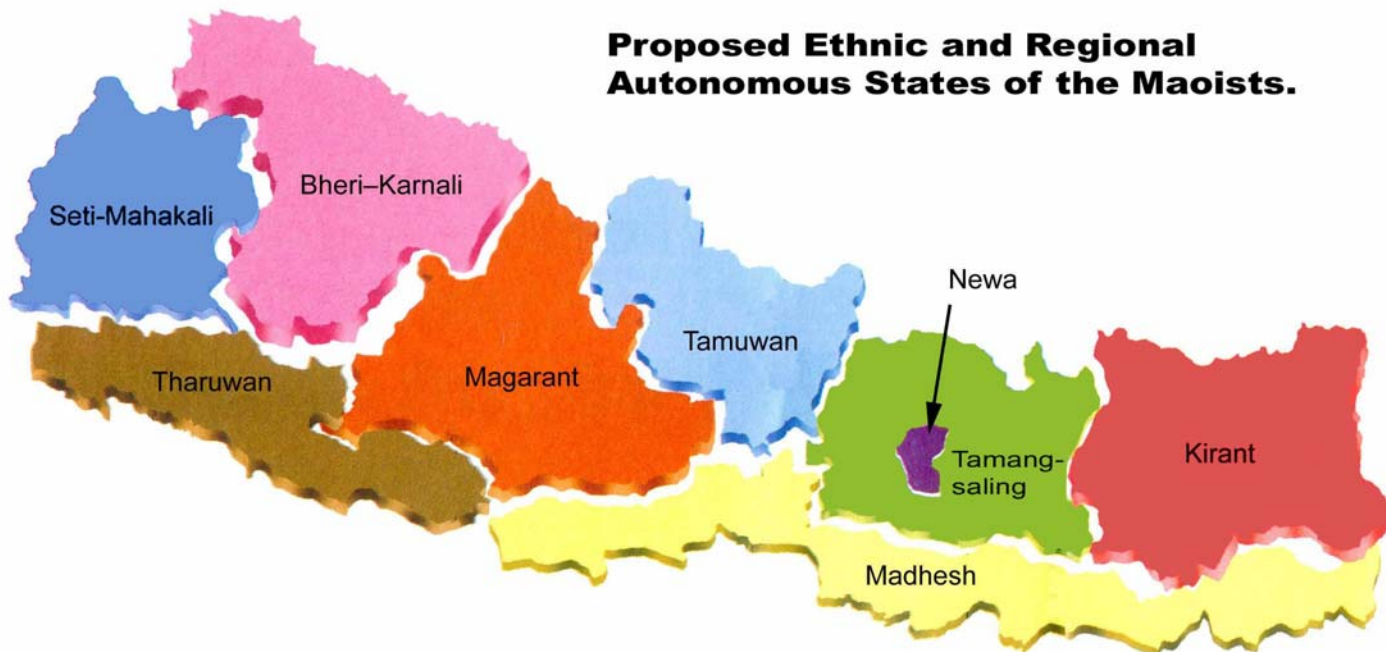 Proposed Ethnic and Regional
Autonomous States of the Maoists.
Bheri–Karnali
Seti-Mahakali
Newa
Tamuwan
Tharuwan
Magarant
Kirant
Tamang-
saling
Madhesh